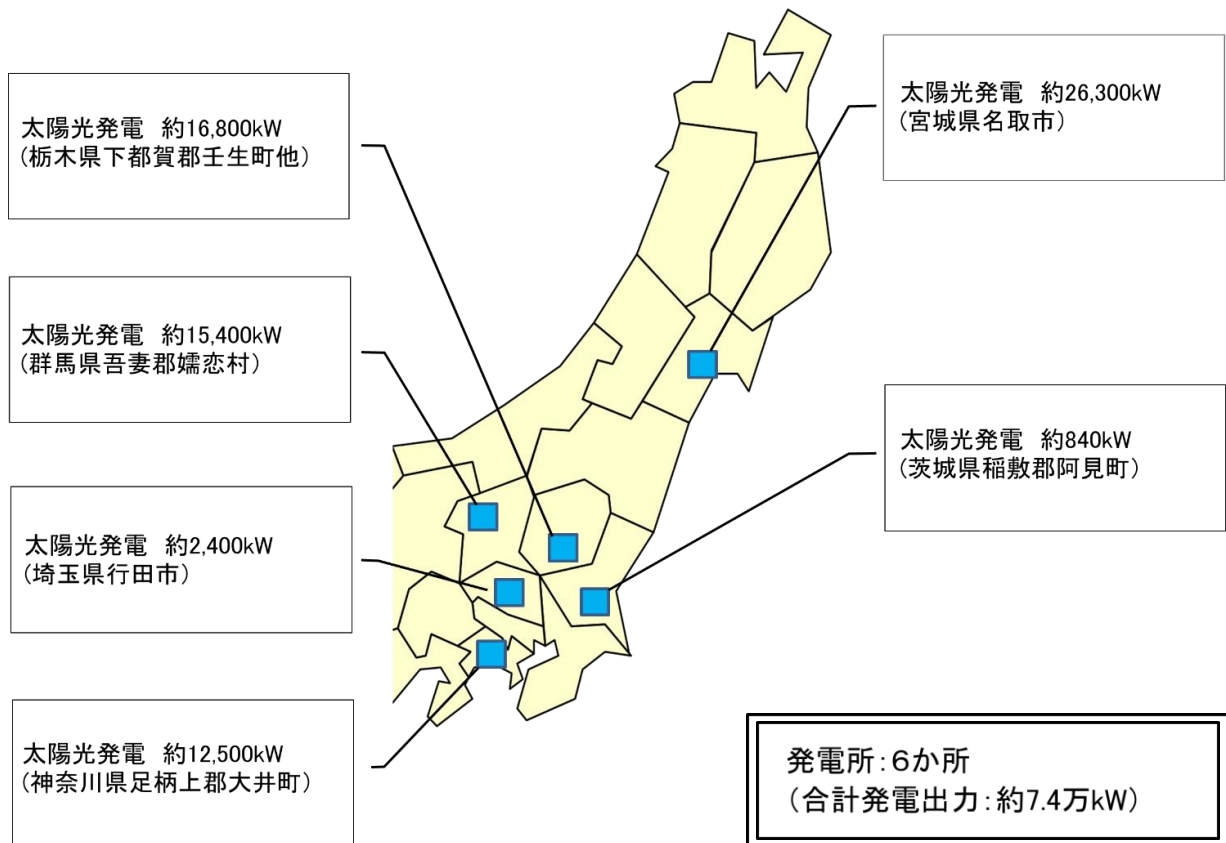 太陽光発電　約16,800kW
(栃木県下都賀郡壬生町他)
太陽光発電　約15,400kW
(群馬県吾妻郡嬬恋村)
太陽光発電　約2,400kW
(埼玉県行田市)
太陽光発電　約12,500kW
(神奈川県足柄上郡大井町)
太陽光発電　約26,300kW
(宮城県名取市)
太陽光発電　約840kW
(茨城県稲敷郡阿見町)
発電所：6か所
(合計発電出力：約7.4万kW)